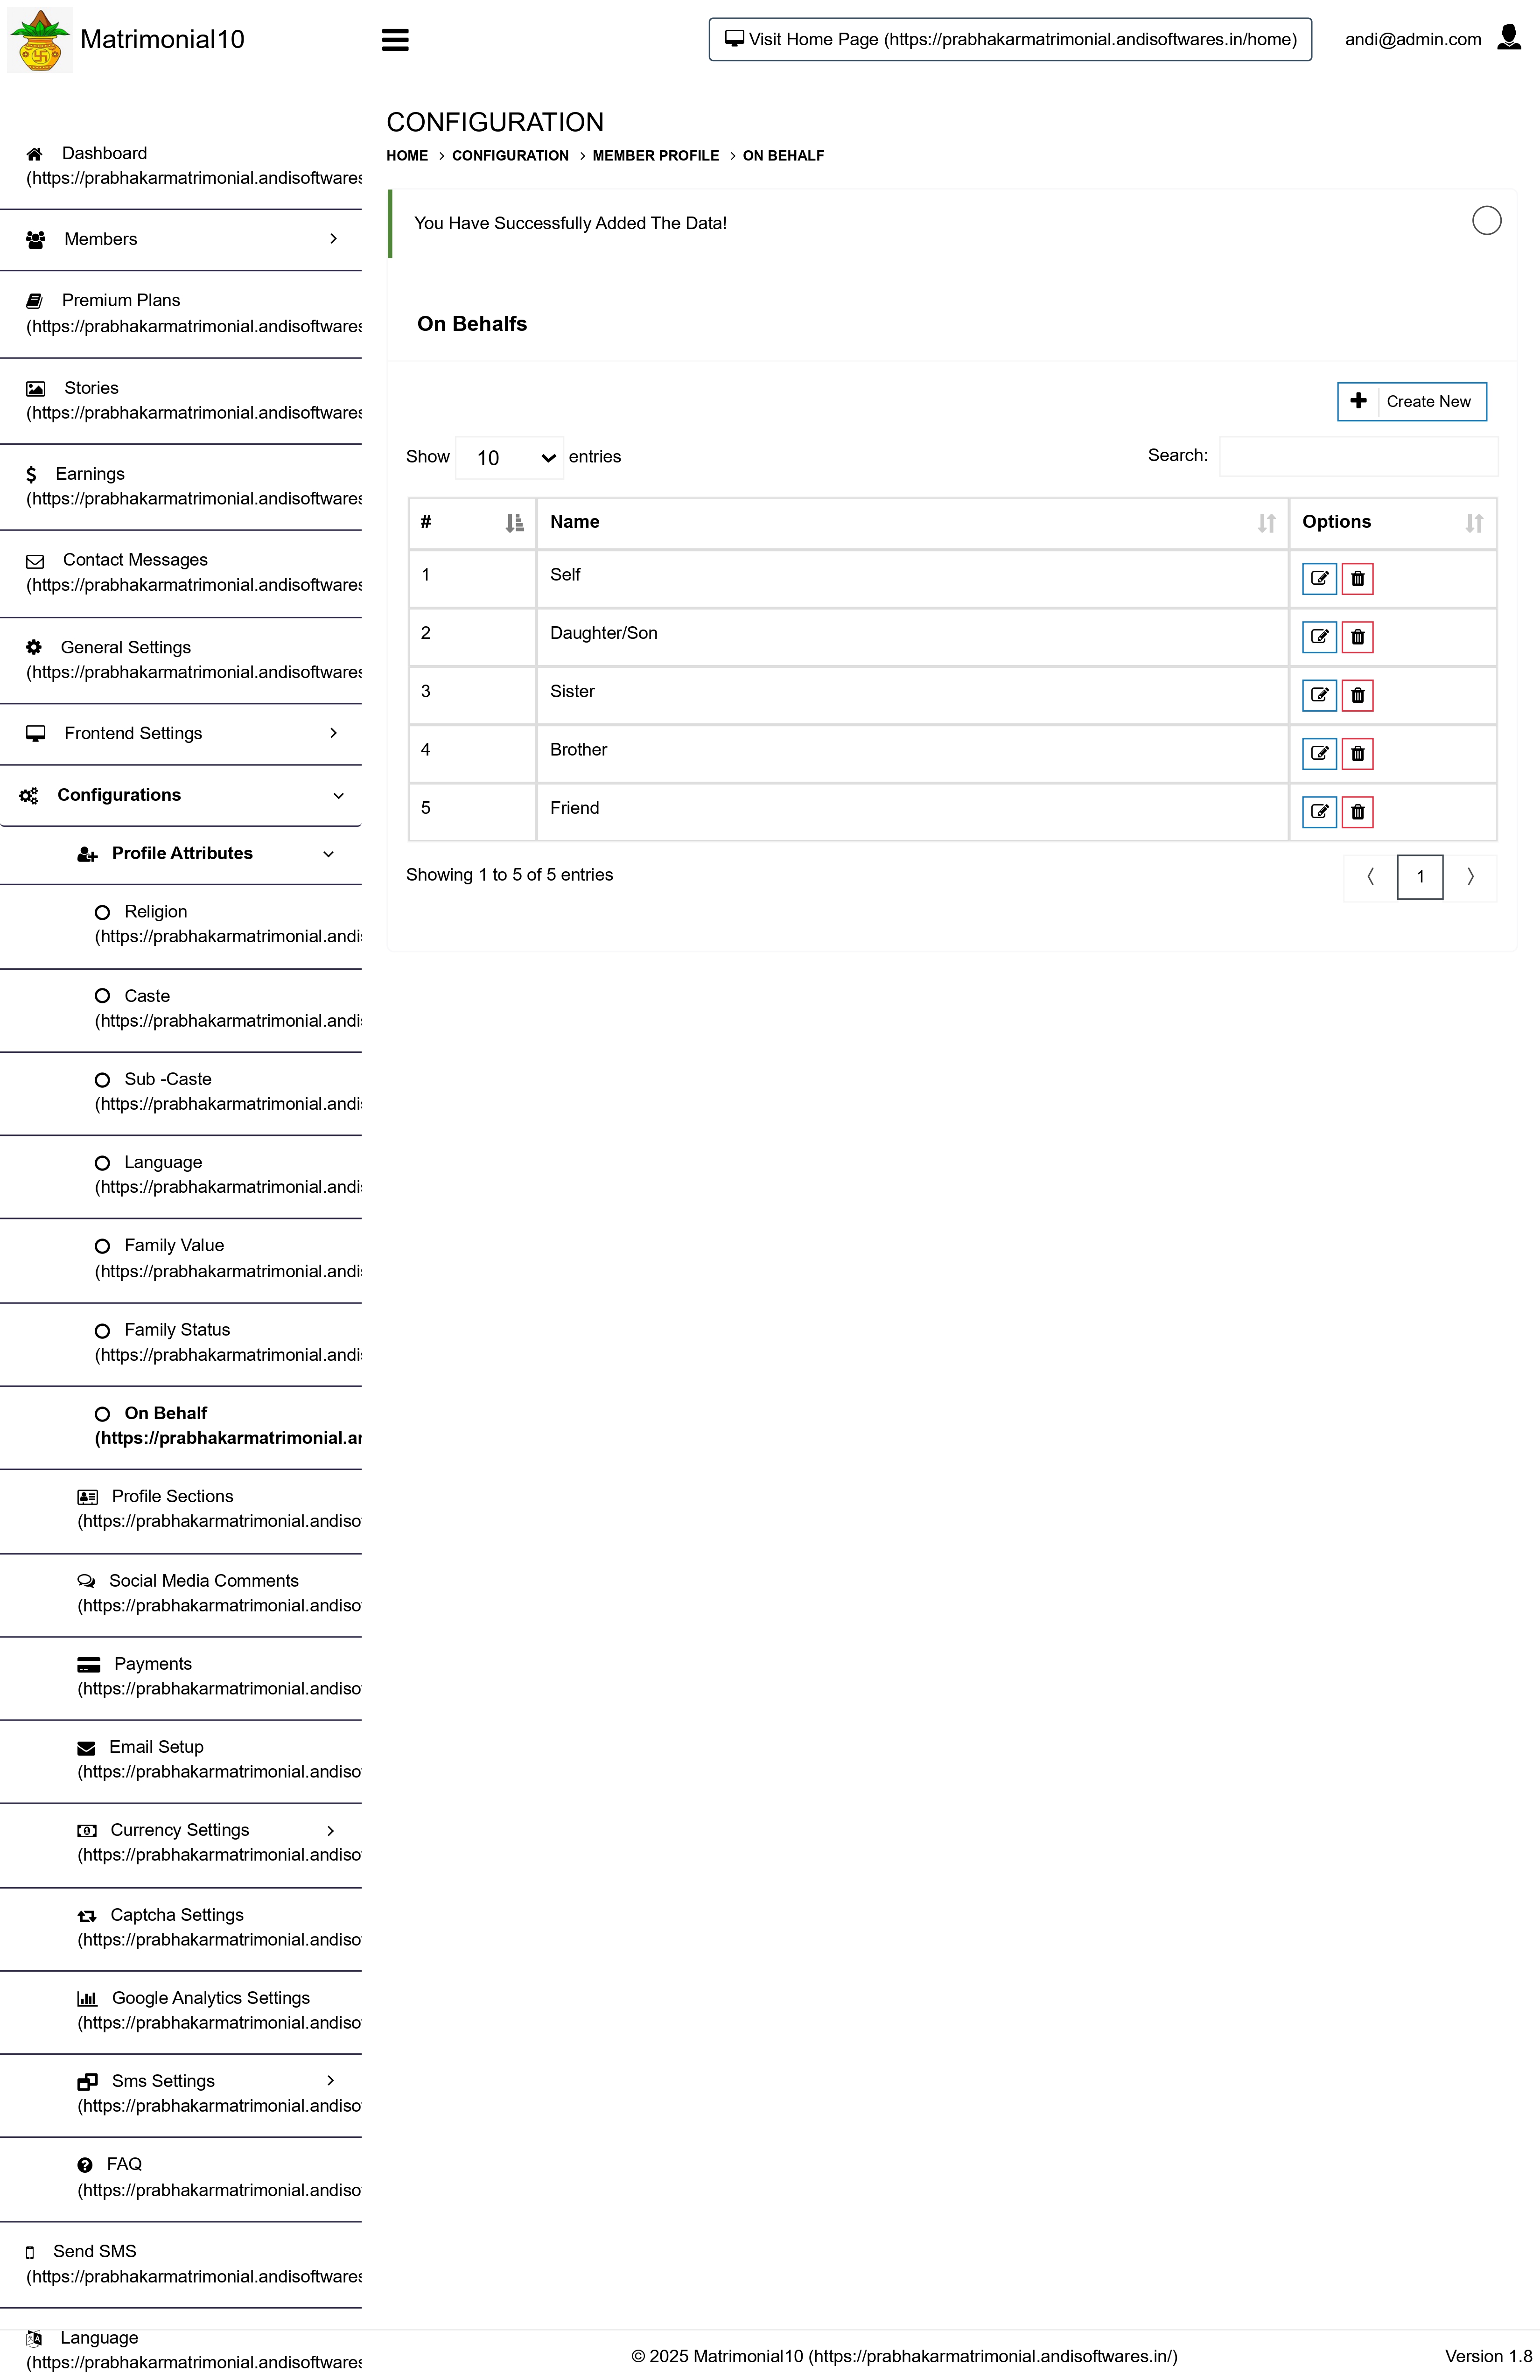 Matrimonial10
Visit Home Page (https://prabhakarmatrimonial.andisoftwares.in/home)
andi@admin.com
Dashboard
(https://prabhakarmatrimonial.andisoftwares
Members
Premium Plans
(https://prabhakarmatrimonial.andisoftwares
Stories
(https://prabhakarmatrimonial.andisoftwares
Earnings
(https://prabhakarmatrimonial.andisoftwares
Contact Messages
(https://prabhakarmatrimonial.andisoftwares
General Settings
(https://prabhakarmatrimonial.andisoftwares
Frontend Settings
Configurations
Profile Attributes
Religion
(https://prabhakarmatrimonial.andi
Caste
(https://prabhakarmatrimonial.andi
Sub -Caste
(https://prabhakarmatrimonial.andi
Language
(https://prabhakarmatrimonial.andi
Family Value
(https://prabhakarmatrimonial.andi
Family Status
(https://prabhakarmatrimonial.andi
On Behalf
(https://prabhakarmatrimonial.an
Profile Sections
(https://prabhakarmatrimonial.andiso
Social Media Comments
(https://prabhakarmatrimonial.andiso
Payments
(https://prabhakarmatrimonial.andiso
Email Setup
(https://prabhakarmatrimonial.andiso
Currency Settings
(https://prabhakarmatrimonial.andiso
Captcha Settings
(https://prabhakarmatrimonial.andiso
Google Analytics Settings
(https://prabhakarmatrimonial.andiso
Sms Settings
(https://prabhakarmatrimonial.andiso
FAQ
(https://prabhakarmatrimonial.andiso
Send SMS
(https://prabhakarmatrimonial.andisoftwares
Language
(https://prabhakarmatrimonial.andisoftwares
CONFIGURATION
HOME > CONFIGURATION > MEMBER PROFILE > ON BEHALF
You Have Successfully Added The Data!
On Behalfs
Create New
Show 10 entries
Search:
# Name Options
1 Self
2 Daughter/Son
3 Sister
4 Brother
5 Friend
Showing 1 to 5 of 5 entries
1
© 2025 Matrimonial10 (https://prabhakarmatrimonial.andisoftwares.in/)
Version 1.8